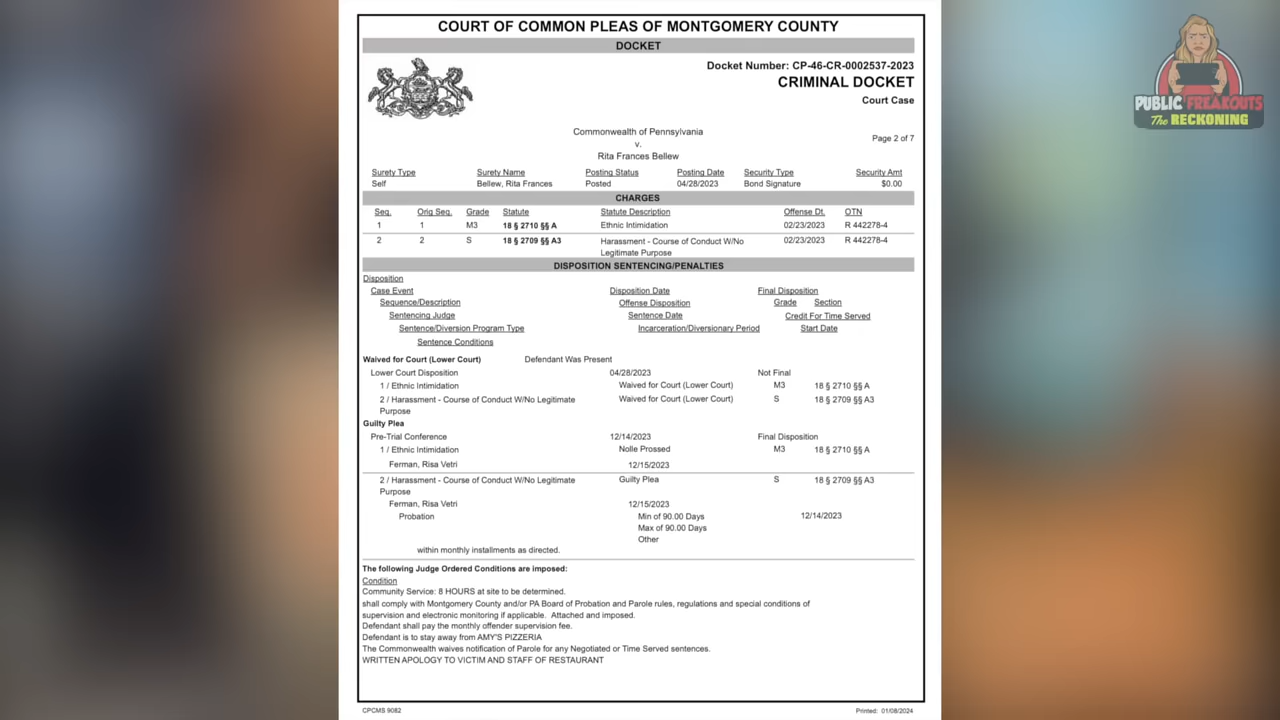 COURT OF COMMON PLEAS OF MONTGOMERY COUNTY
DOCKET
Docket Number: CP-46-CR-0002537-2023
CRIMINAL DOCKET
Court Case
PUBLIC FREAKOUTS
The RECKONING
Commonwealth of Pennsylvania
Page 2 of 7
v.
Rita Frances Bellew
Surety Type Surety Name Posting Status Posting Date Security Type Security Amt
Self Bellew, Rita Frances Posted 04/28/2023 Bond Signature $0.00
CHARGES
Seq. Orig Seq. Grade Statute Statute Description Offense Dt. OTN
1 1 M3 18 § 2710 §§ A Ethnic Intimidation 02/23/2023 R 442278-4
2 2 S 18 § 2709 §§ A3 Harassment - Course of Conduct W/No 02/23/2023 R 442278-4
Legitimate Purpose
DISPOSITION SENTENCING/PENALTIES
Disposition
Case Event Disposition Date Final Disposition
Sequence/Description Offense Disposition Grade Section
Sentencing Judge Sentence Date Credit For Time Served
Sentence/Diversion Program Type Incarceration/Diversionary Period Start Date
Sentence Conditions
Waived for Court (Lower Court) Defendant Was Present
Lower Court Disposition 04/28/2023 Not Final
1 / Ethnic Intimidation Waived for Court (Lower Court) M3 18 § 2710 §§ A
2 / Harassment - Course of Conduct W/No Legitimate Waived for Court (Lower Court) S 18 § 2709 §§ A3
Purpose
Guilty Plea
Pre-Trial Conference 12/14/2023 Final Disposition
1 / Ethnic Intimidation Nolle Prossed M3 18 § 2710 §§ A
Ferman, Risa Vetri 12/15/2023
2 / Harassment - Course of Conduct W/No Legitimate Guilty Plea S 18 § 2709 §§ A3
Purpose
Ferman, Risa Vetri 12/15/2023
Probation Min of 90.00 Days 12/14/2023
Max of 90.00 Days
Other
within monthly installments as directed.
The following Judge Ordered Conditions are imposed:
Condition
Community Service: 8 HOURS at site to be determined.
shall comply with Montgomery County and/or PA Board of Probation and Parole rules, regulations and special conditions of
supervision and electronic monitoring if applicable. Attached and imposed.
Defendant shall pay the monthly offender supervision fee.
Defendant is to stay away from AMY'S PIZZERIA
The Commonwealth waives notification of Parole for any Negotiated or Time Served sentences.
WRITTEN APOLOGY TO VICTIM AND STAFF OF RESTAURANT
CPCMS 9082 Printed: 01/08/2024